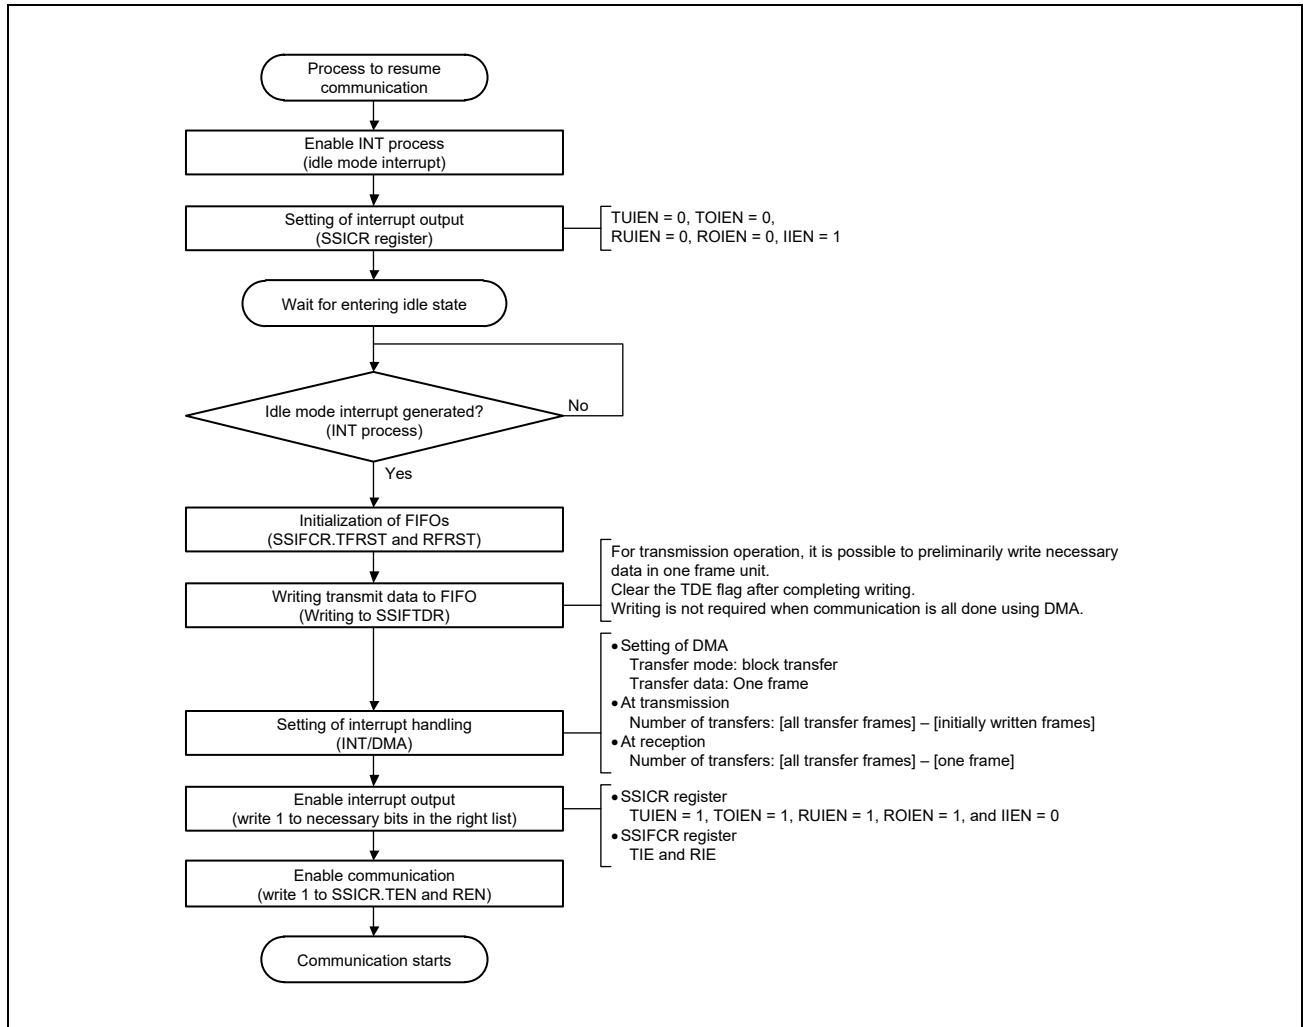 Process to resume
communication
Enable INT process
(idle mode interrupt)
Setting of interrupt output
(SSICR register)
TUIEN = 0, TOIEN = 0,
RUIEN = 0, ROIEN = 0, IIEN = 1
Wait for entering idle state
Idle mode interrupt generated?
(INT process)
No
Yes
Initialization of FIFOs
(SSIFCR.TFRST and RFRST)
Writing transmit data to FIFO
(Writing to SSIFTDR)
For transmission operation, it is possible to preliminarily write necessary
data in one frame unit.
Clear the TDE flag after completing writing.
Writing is not required when communication is all done using DMA.
Setting of interrupt handling
(INT/DMA)
•Setting of DMA
Transfer mode: block transfer
Transfer data: One frame
•At transmission
Number of transfers: [all transfer frames] – [initially written frames]
•At reception
Number of transfers: [all transfer frames] – [one frame]
Enable interrupt output
(write 1 to necessary bits in the right list)
•SSICR register
TUIEN = 1, TOIEN = 1, RUIEN = 1, ROIEN = 1, and IIEN = 0
•SSIFCR register
TIE and RIE
Enable communication
(write 1 to SSICR.TEN and REN)
Communication starts